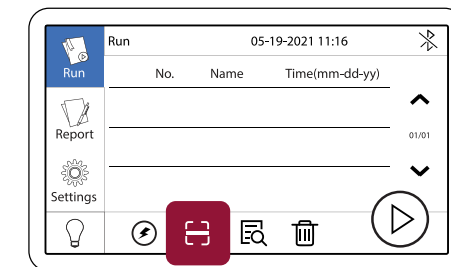 Run 05-19-2021 11:16
Run
No. Name Time(mm-dd-yy)
Report
01/01
Settings